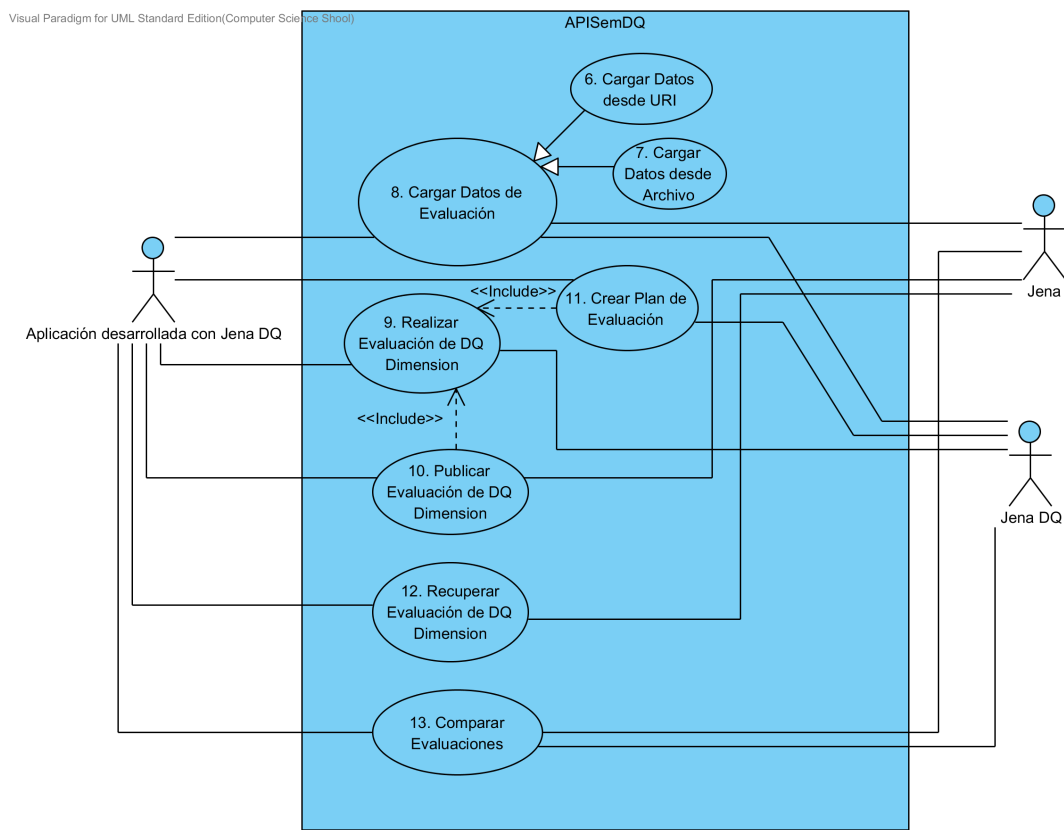 Visual Paradigm for UML Standard Edition(Computer Science Shool)
APISemDQ
6. Cargar Datos
desde URI
7. Cargar
Datos desde
Archivo
8. Cargar Datos de
Evaluación
<<Include>>
11. Crear Plan de
Evaluación
9. Realizar
Evaluación de DQ
Dimension
Aplicación desarrollada con Jena DQ
Jena
<<Include>>
10. Publicar
Evaluación de DQ
Dimension
Jena DQ
12. Recuperar
Evaluación de DQ
Dimension
13. Comparar
Evaluaciones